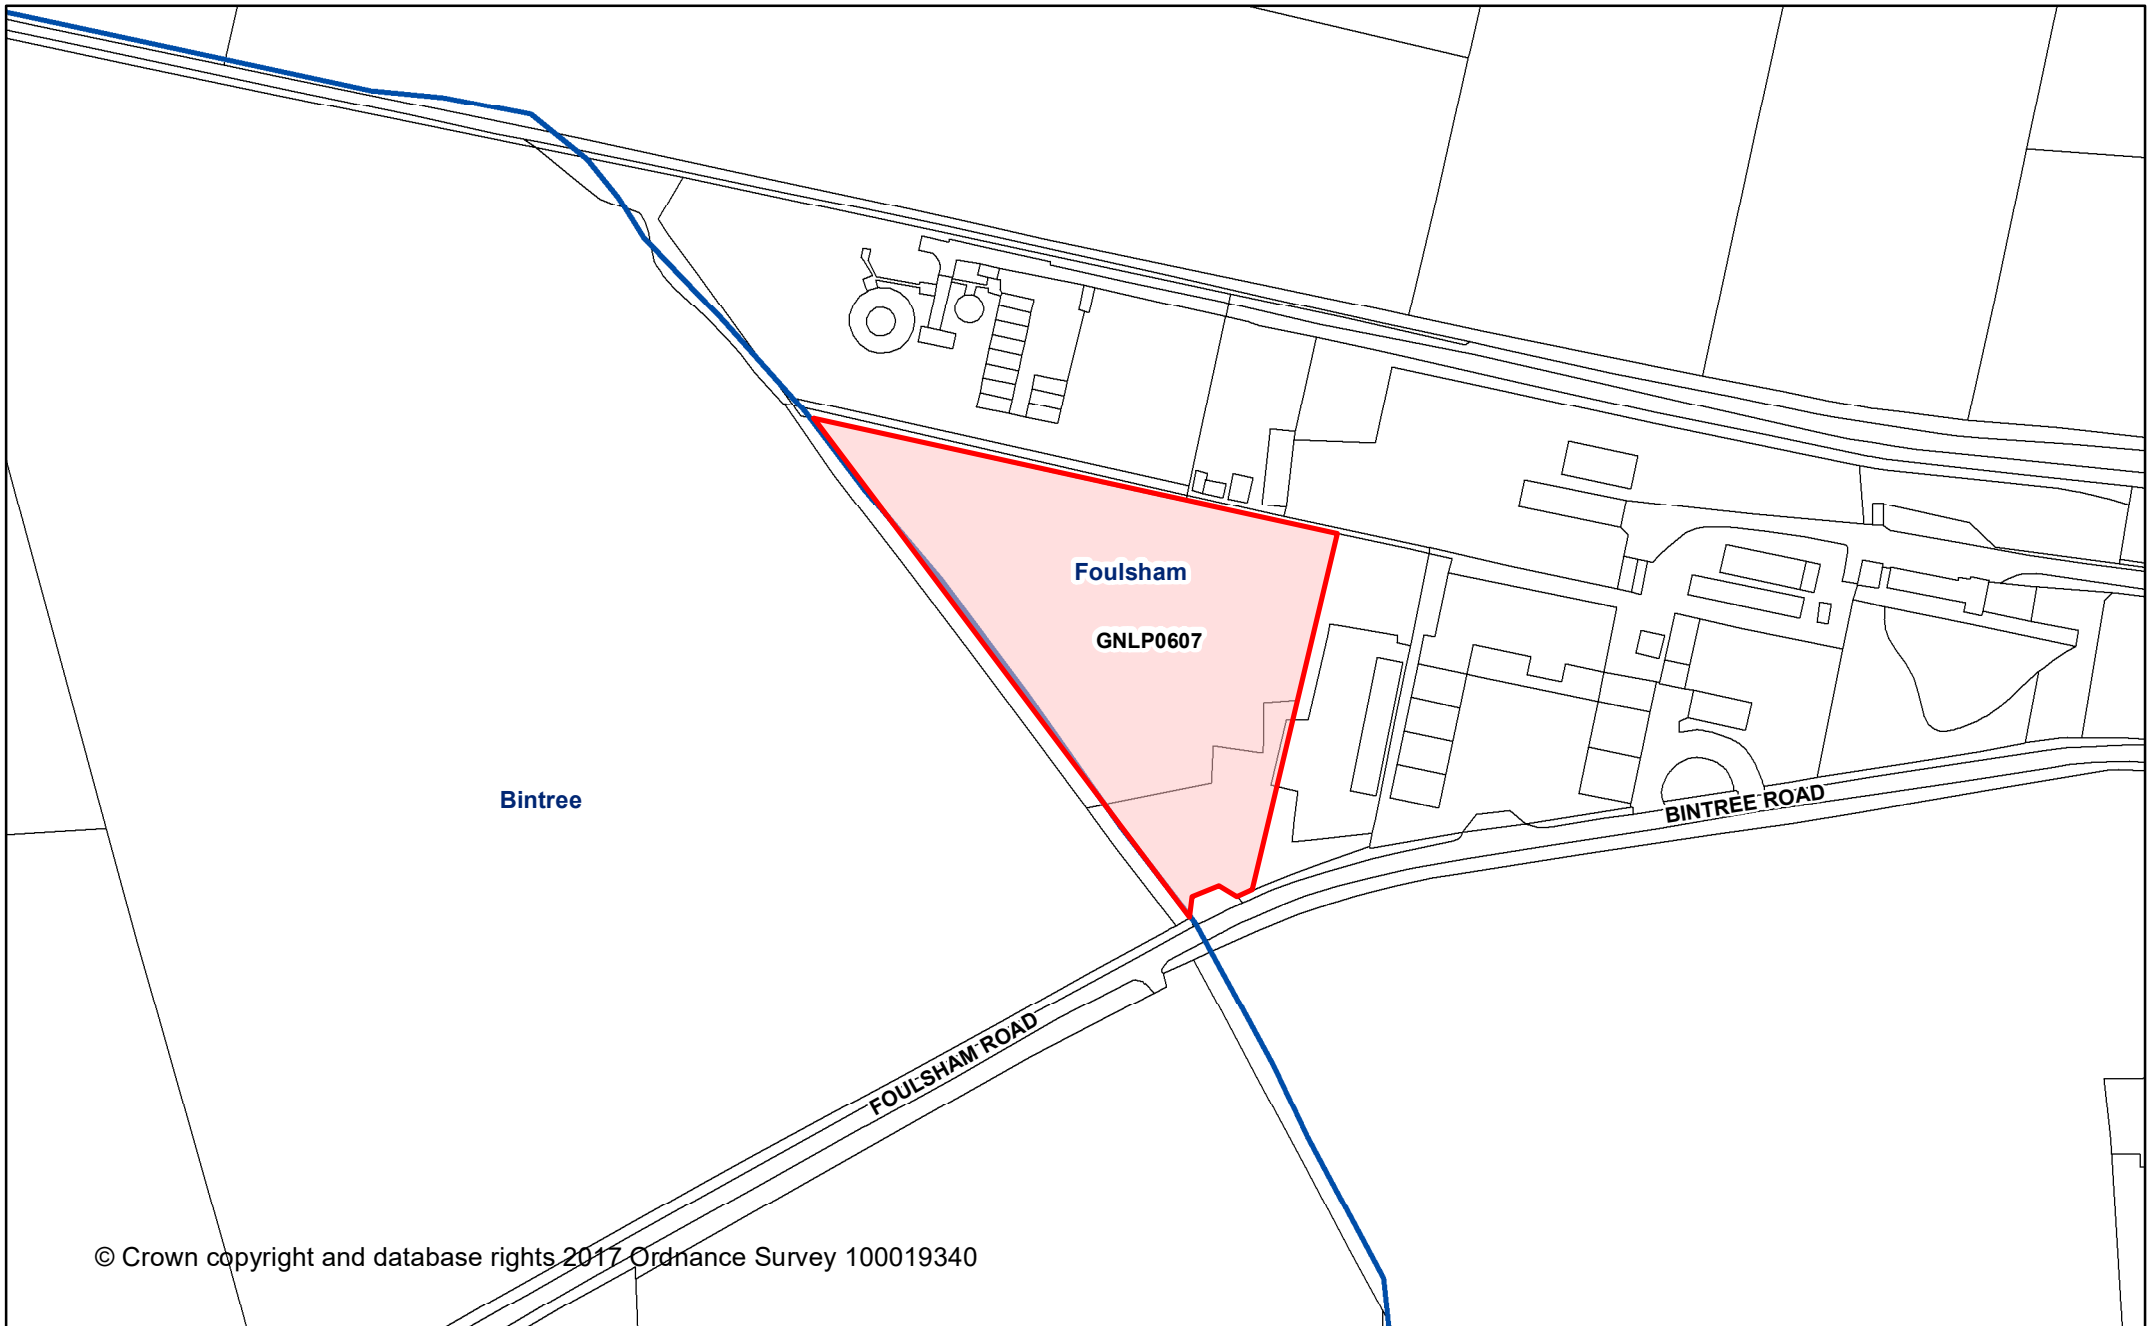 Foulsham
GNLP0607
Bintree
BINTREE ROAD
FOULSHAM ROAD
© Crown copyright and database rights 2017 Ordnance Survey 100019340